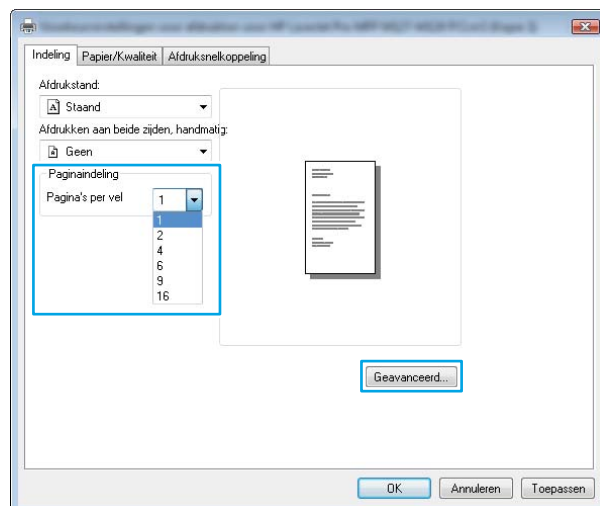 Indeling Papier/Kwaliteit Afdruksnelkoppeling
Afdrukstand:
Staand
Afdrukken aan beide zijden, handmatig:
Geen
Paginaindeling
Pagina's per vel 1
1
2
4
6
9
16
Geavanceerd...
OK Annuleren Toepassen